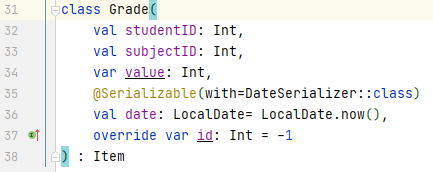 31 class Grade(
32 val studentID: Int,
33 val subjectID: Int,
34 var value: Int,
35 @Serializable(with=DateSerializer::class)
36 val date: LocalDate= LocalDate.now(),
37 override var id: Int = -1
38 ) : Item